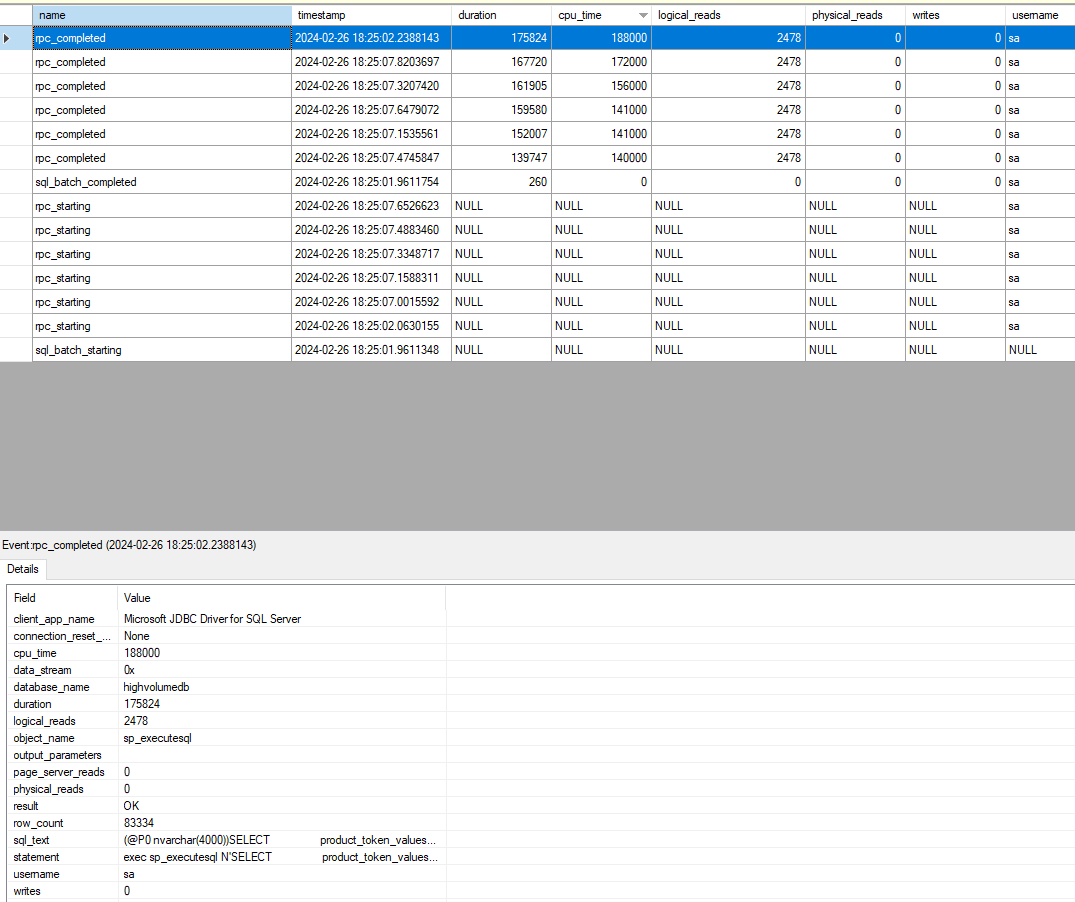 name timestamp duration cpu_time logical_reads physical_reads writes username
rpc_completed 2024-02-26 18:25:02.2388143 175824 188000 2478 0 0 sa
rpc_completed 2024-02-26 18:25:07.8203697 167720 172000 2478 0 0 sa
rpc_completed 2024-02-26 18:25:07.3207420 161905 156000 2478 0 0 sa
rpc_completed 2024-02-26 18:25:07.6479072 159580 141000 2478 0 0 sa
rpc_completed 2024-02-26 18:25:07.1535561 152007 141000 2478 0 0 sa
rpc_completed 2024-02-26 18:25:07.4745847 139747 140000 2478 0 0 sa
sql_batch_completed 2024-02-26 18:25:01.9611754 260 0 0 0 0 sa
rpc_starting 2024-02-26 18:25:07.6526623 NULL NULL NULL NULL NULL sa
rpc_starting 2024-02-26 18:25:07.4883460 NULL NULL NULL NULL NULL sa
rpc_starting 2024-02-26 18:25:07.3348717 NULL NULL NULL NULL NULL sa
rpc_starting 2024-02-26 18:25:07.1588311 NULL NULL NULL NULL NULL sa
rpc_starting 2024-02-26 18:25:07.0015592 NULL NULL NULL NULL NULL sa
rpc_starting 2024-02-26 18:25:02.0630155 NULL NULL NULL NULL NULL sa
sql_batch_starting 2024-02-26 18:25:01.9611348 NULL NULL NULL NULL NULL NULL
Event:rpc_completed (2024-02-26 18:25:02.2388143)
Details
Field Value
client_app_name Microsoft JDBC Driver for SQL Server
connection_reset_... None
cpu_time 188000
data_stream 0x
database_name highvolumedb
duration 175824
logical_reads 2478
object_name sp_executesql
output_parameters
page_server_reads 0
physical_reads 0
result OK
row_count 83334
sql_text (@P0 nvarchar(4000))SELECT product_token_values...
statement exec sp_executesql N'SELECT product_token_values...
username sa
writes 0